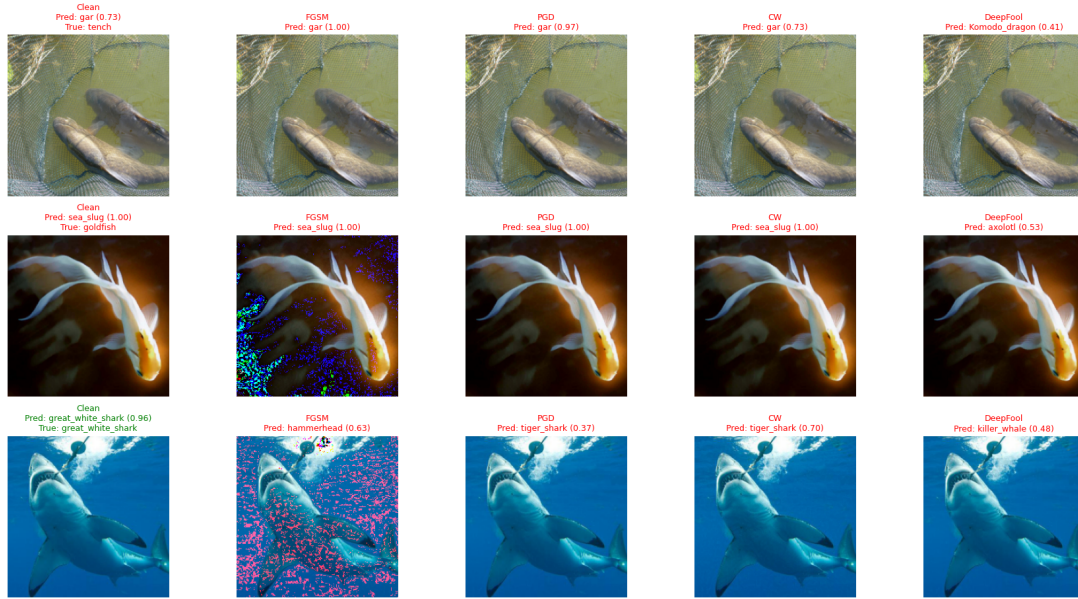 Clean
Pred: gar (0.73)
True: tench
FGSM
Pred: gar (1.00)
PGD
Pred: gar (0.97)
CW
Pred: gar (0.73)
DeepFool
Pred: Komodo_dragon (0.41)
Clean
Pred: sea_slug (1.00)
True: goldfish
FGSM
Pred: sea_slug (1.00)
PGD
Pred: sea_slug (1.00)
CW
Pred: sea_slug (1.00)
DeepFool
Pred: axolotl (0.53)
Clean
Pred: great_white_shark (0.96)
True: great_white_shark
FGSM
Pred: hammerhead (0.63)
PGD
Pred: tiger_shark (0.37)
CW
Pred: tiger_shark (0.70)
DeepFool
Pred: killer_whale (0.48)